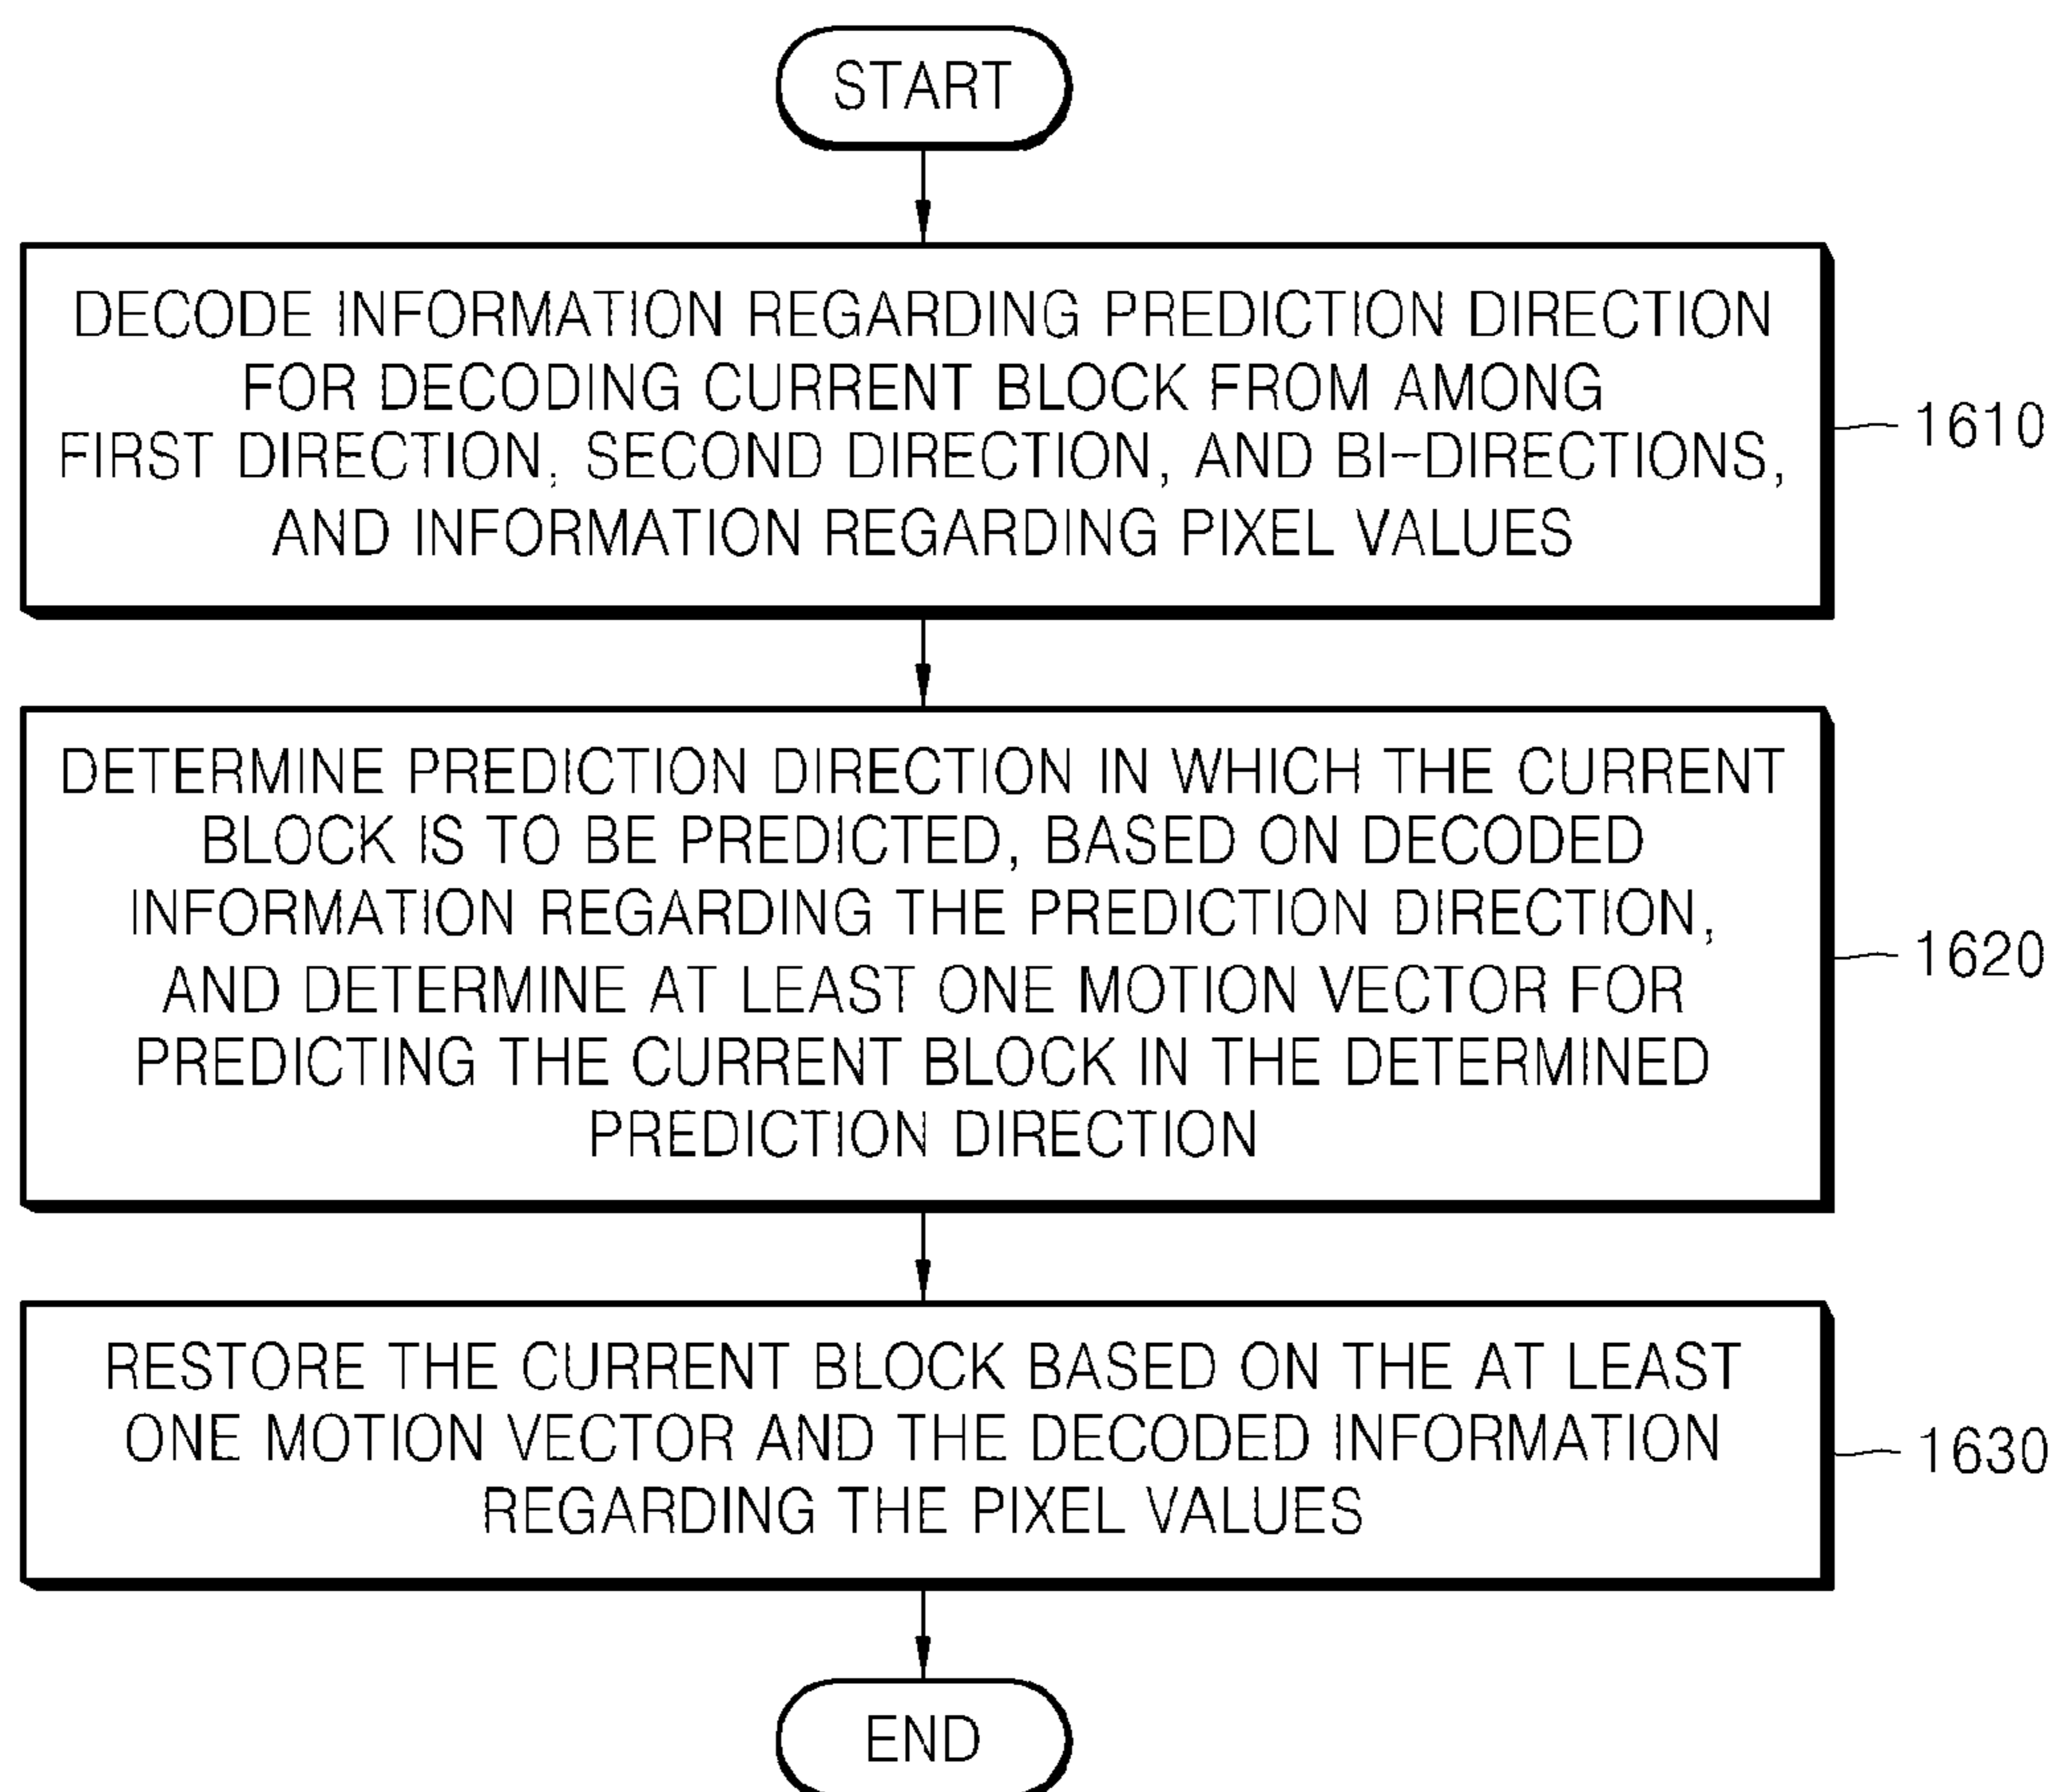 START
DECODE INFORMATION REGARDING PREDICTION DIRECTION
FOR DECODING CURRENT BLOCK FROM AMONG
FIRST DIRECTION, SECOND DIRECTION, AND BI-DIRECTIONS,
AND INFORMATION REGARDING PIXEL VALUES
1610
DETERMINE PREDICTION DIRECTION IN WHICH THE CURRENT
BLOCK IS TO BE PREDICTED, BASED ON DECODED
INFORMATION REGARDING THE PREDICTION DIRECTION,
AND DETERMINE AT LEAST ONE MOTION VECTOR FOR
PREDICTING THE CURRENT BLOCK IN THE DETERMINED
PREDICTION DIRECTION
1620
RESTORE THE CURRENT BLOCK BASED ON THE AT LEAST
ONE MOTION VECTOR AND THE DECODED INFORMATION
REGARDING THE PIXEL VALUES
1630
END